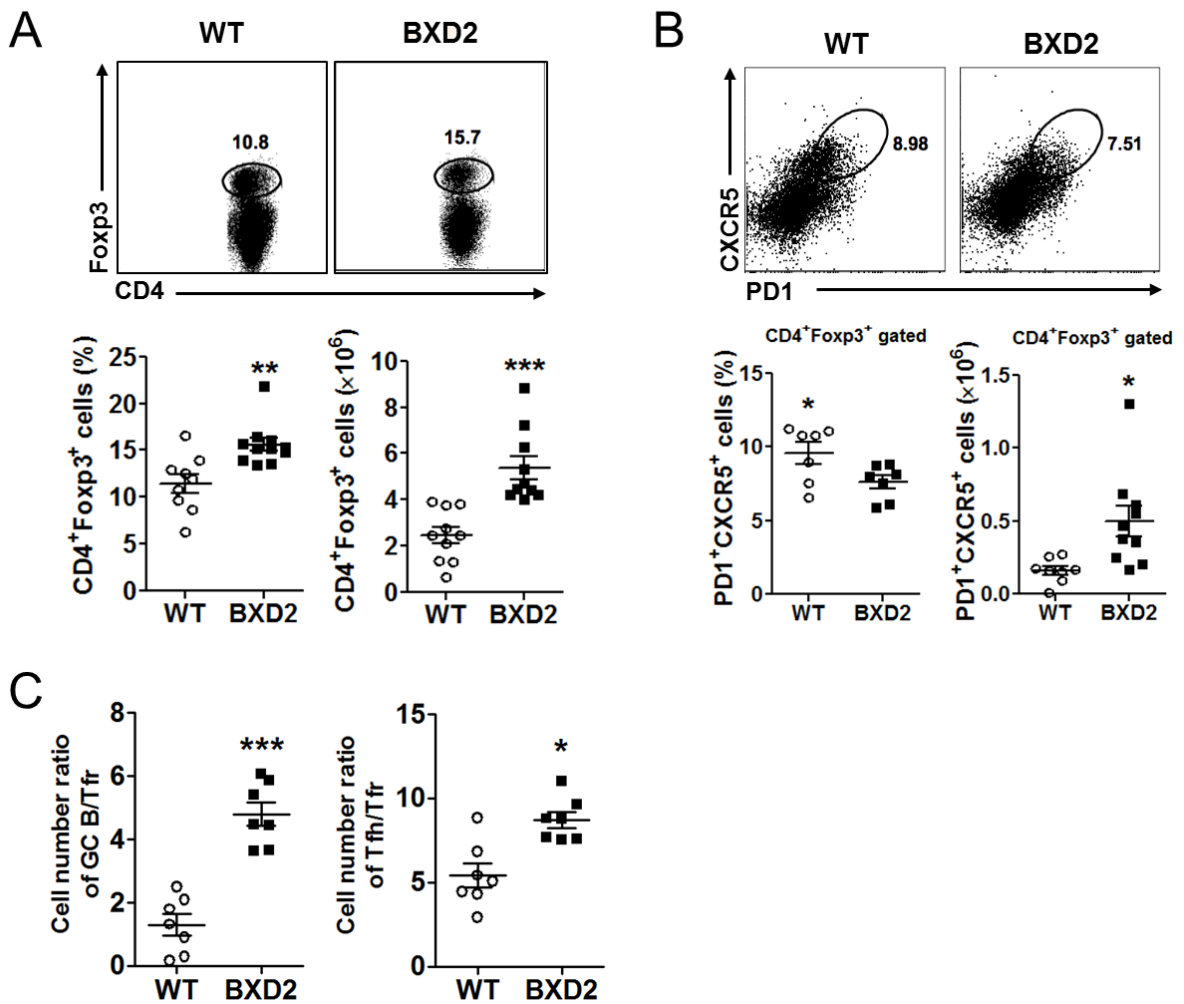 A
WT
BXD2
10.8
15.7
Foxp3
CD4
CD4+Foxp3+ cells (%)
25
20
15
10
5
0
**
WT
BXD2
CD4+Foxp3+ cells (×10⁶)
10
8
6
4
2
0
***
WT
BXD2
B
WT
BXD2
8.98
7.51
CXCR5
PD1
CD4+Foxp3+ gated
PD1+CXCR5+ cells (%)
15
10
5
0
*
WT
BXD2
CD4+Foxp3+ gated
PD1+CXCR5+ cells (×10⁶)
1.5
1.0
0.5
0.0
*
WT
BXD2
C
Cell number ratio
of GC B/Tfr
8
6
4
2
0
***
WT
BXD2
Cell number ratio
of Tfh/Tfr
15
10
5
0
*
WT
BXD2